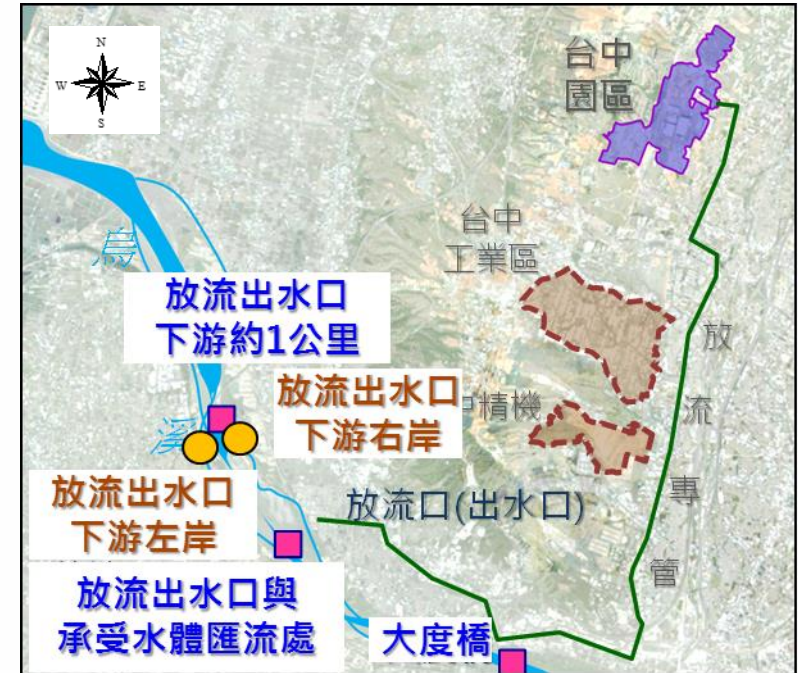 N
W
E
S
台中
園區
台中
工業區
烏
溪
放流出水口
下游約1公里
放流出水口
下游右岸
中精機
放流出水口
下游左岸
放流口(出水口)
放流專管
放流出水口與
承受水體匯流處
大度橋